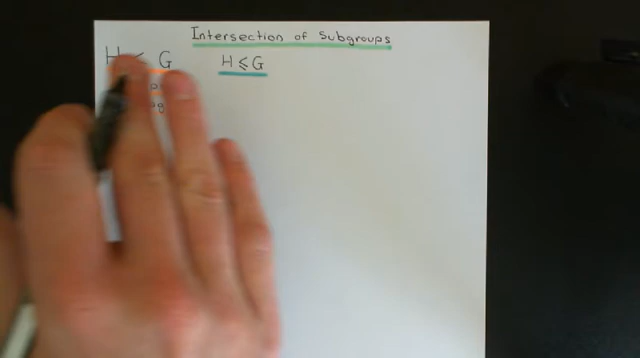 Intersection of Subgroups
H < G H ⩽ G